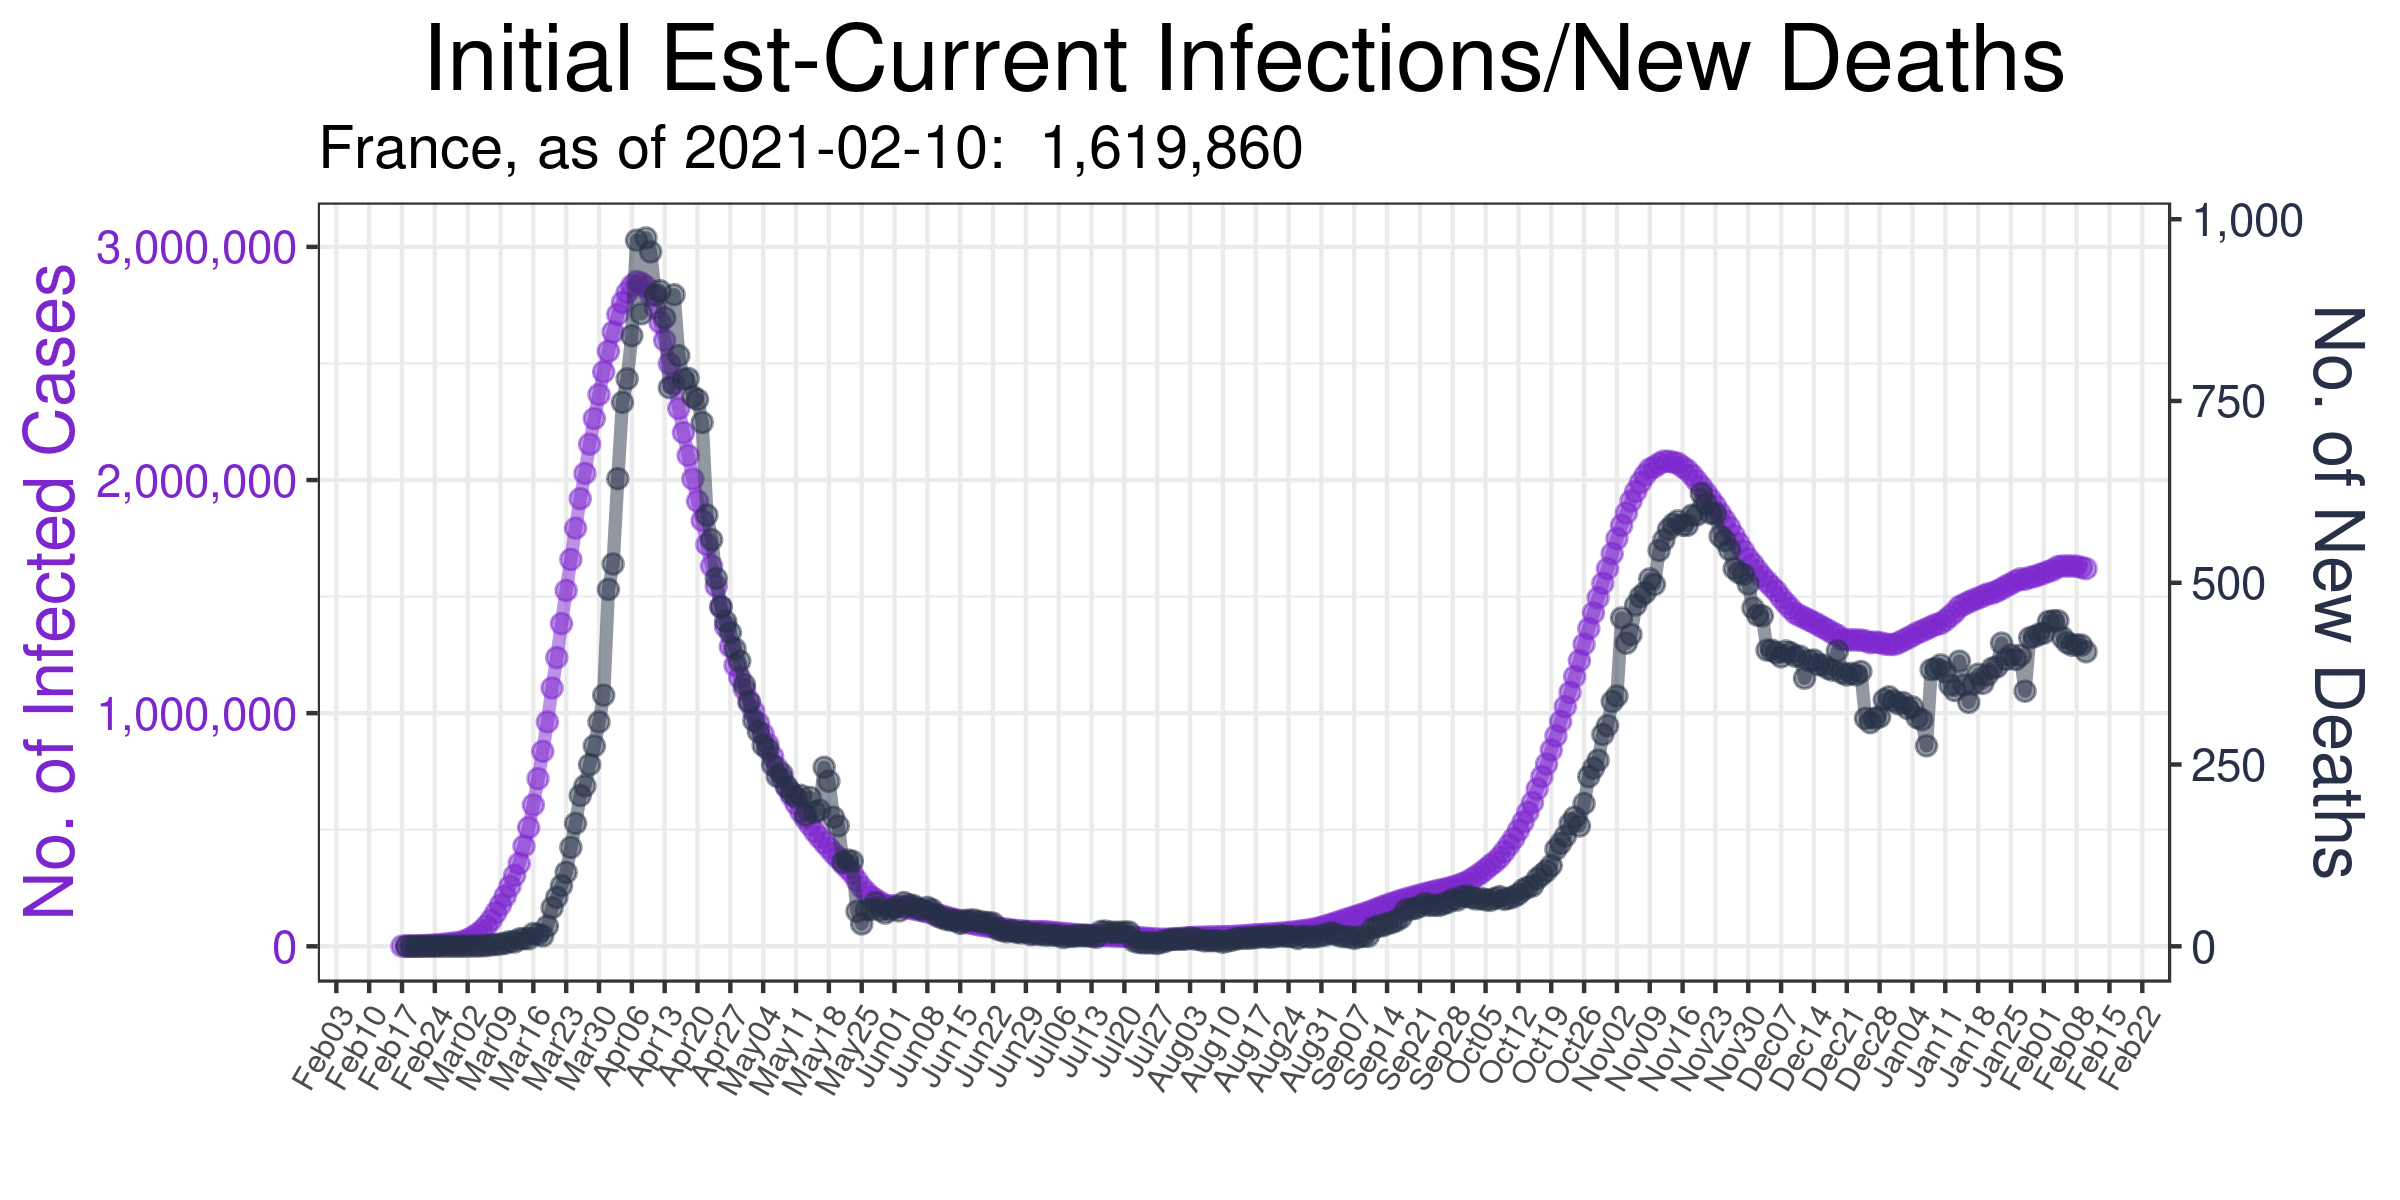 Initial Est-Current Infections/New Deaths
France, as of 2021-02-10: 1,619,860
No. of Infected Cases
3,000,000
2,000,000
1,000,000
0
1,000
750
500
250
0
No. of New Deaths
Feb03
Feb10
Feb17
Feb24
Mar02
Mar09
Mar16
Mar23
Mar30
Apr06
Apr13
Apr20
Apr27
May04
May11
May18
May25
Jun01
Jun08
Jun15
Jun22
Jun29
Jul06
Jul13
Jul20
Jul27
Aug03
Aug10
Aug17
Aug24
Aug31
Sep07
Sep14
Sep21
Sep28
Oct05
Oct12
Oct19
Oct26
Nov02
Nov09
Nov16
Nov23
Nov30
Dec07
Dec14
Dec21
Dec28
Jan04
Jan11
Jan18
Jan25
Feb01
Feb08
Feb15
Feb22